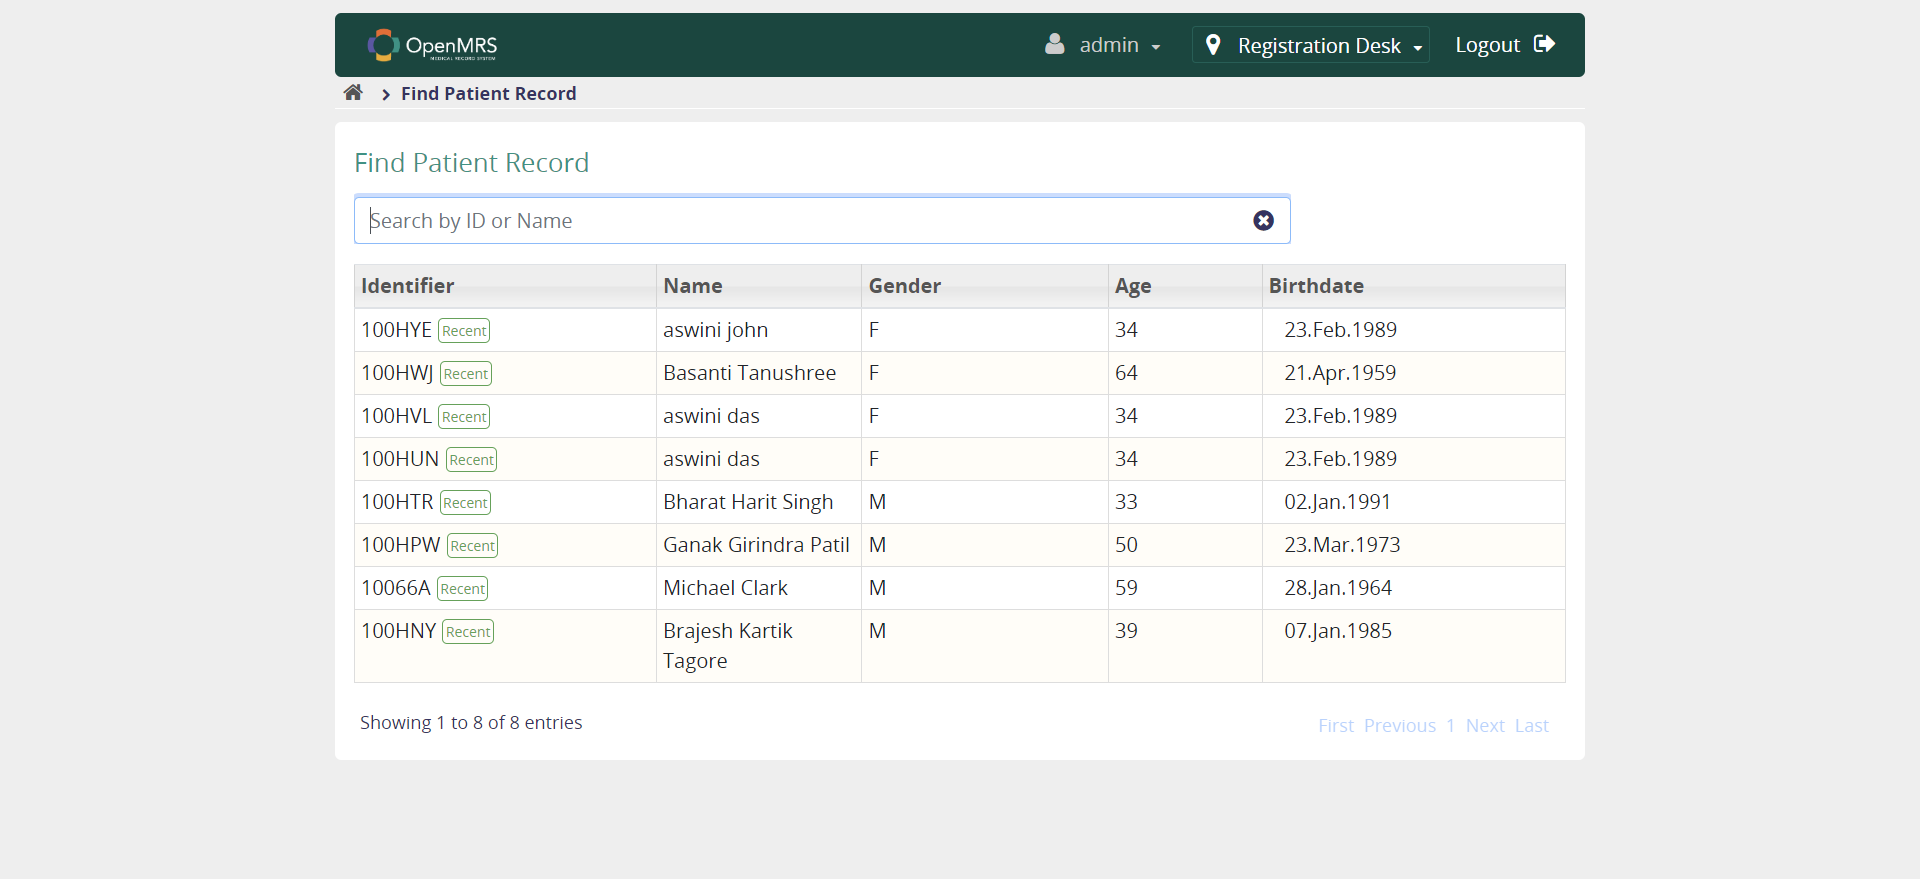 OpenMRS
MEDICAL RECORD SYSTEM
admin
Registration Desk
Logout
Find Patient Record
Find Patient Record
Search by ID or Name
Identifier Name Gender Age Birthdate
100HYE Recent aswini john F 34 23.Feb.1989
100HWJ Recent Basanti Tanushree F 64 21.Apr.1959
100HVL Recent aswini das F 34 23.Feb.1989
100HUN Recent aswini das F 34 23.Feb.1989
100HTR Recent Bharat Harit Singh M 33 02.Jan.1991
100HPW Recent Ganak Girindra Patil M 50 23.Mar.1973
10066A Recent Michael Clark M 59 28.Jan.1964
100HNY Recent Brajesh Kartik M 39 07.Jan.1985
Tagore
Showing 1 to 8 of 8 entries
First Previous 1 Next Last